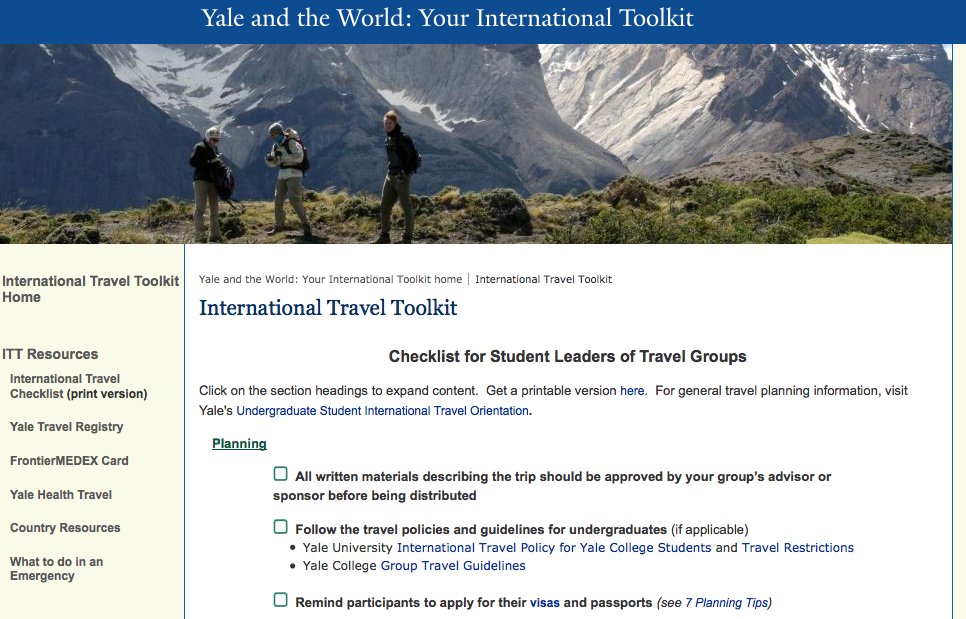 Yale and the World: Your International Toolkit
International Travel Toolkit
Home
ITT Resources
International Travel
Checklist (print version)
Yale Travel Registry
FrontierMEDEX Card
Yale Health Travel
Country Resources
What to do in an
Emergency
Yale and the World: Your International Toolkit home | International Travel Toolkit
International Travel Toolkit
Checklist for Student Leaders of Travel Groups
Click on the section headings to expand content. Get a printable version here. For general travel planning information, visit
Yale's Undergraduate Student International Travel Orientation.
Planning
All written materials describing the trip should be approved by your group's advisor or
sponsor before being distributed
Follow the travel policies and guidelines for undergraduates (if applicable)
• Yale University International Travel Policy for Yale College Students and Travel Restrictions
• Yale College Group Travel Guidelines
Remind participants to apply for their visas and passports (see 7 Planning Tips)